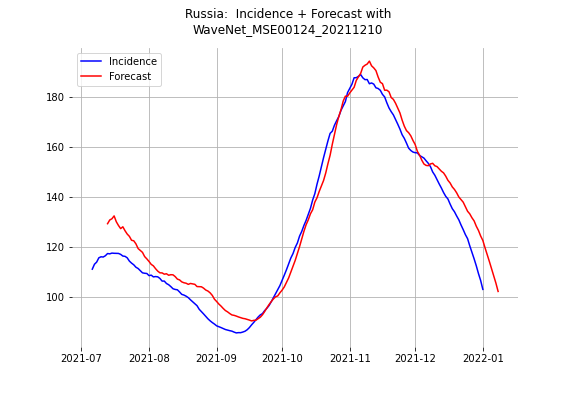 Russia:  Incidence + Forecast with
WaveNet_MSE00124_20211210
Incidence
Forecast
180
160
140
120
100
2021-07 2021-08 2021-09 2021-10 2021-11 2021-12 2022-01